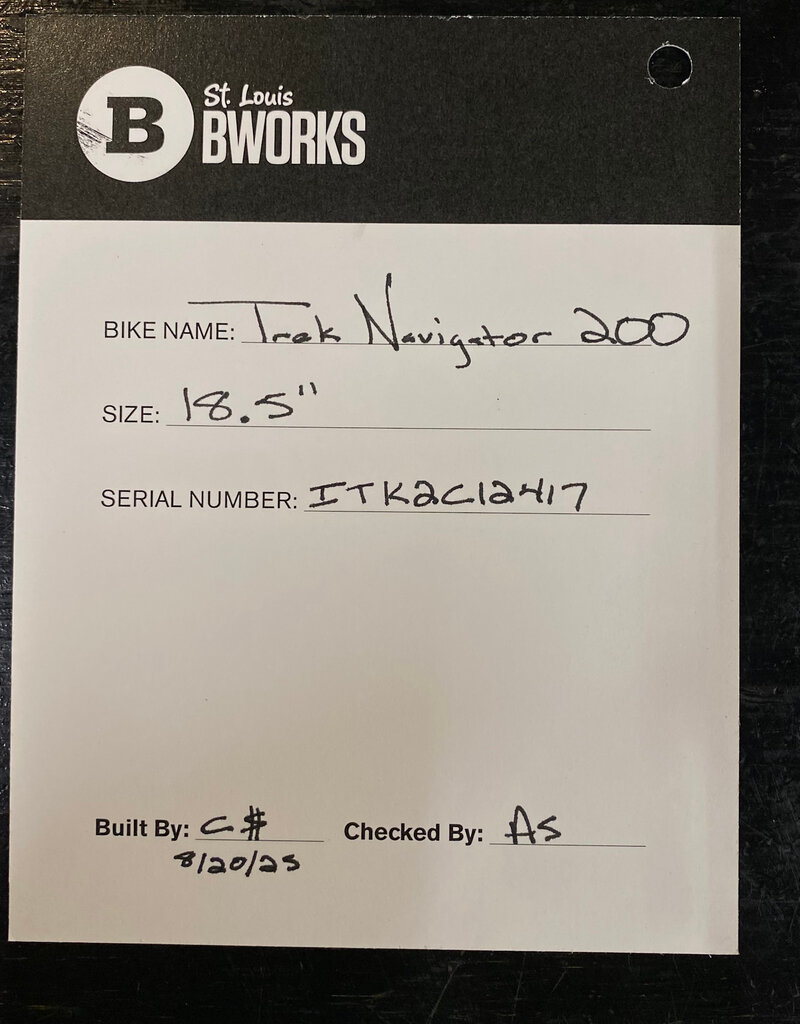 B
St. Louis
BWORKS
BIKE NAME: Trek Navigator 200
SIZE: 18.5"
SERIAL NUMBER: ITK2C12417
Built By: C# Checked By: AS
8/20/25